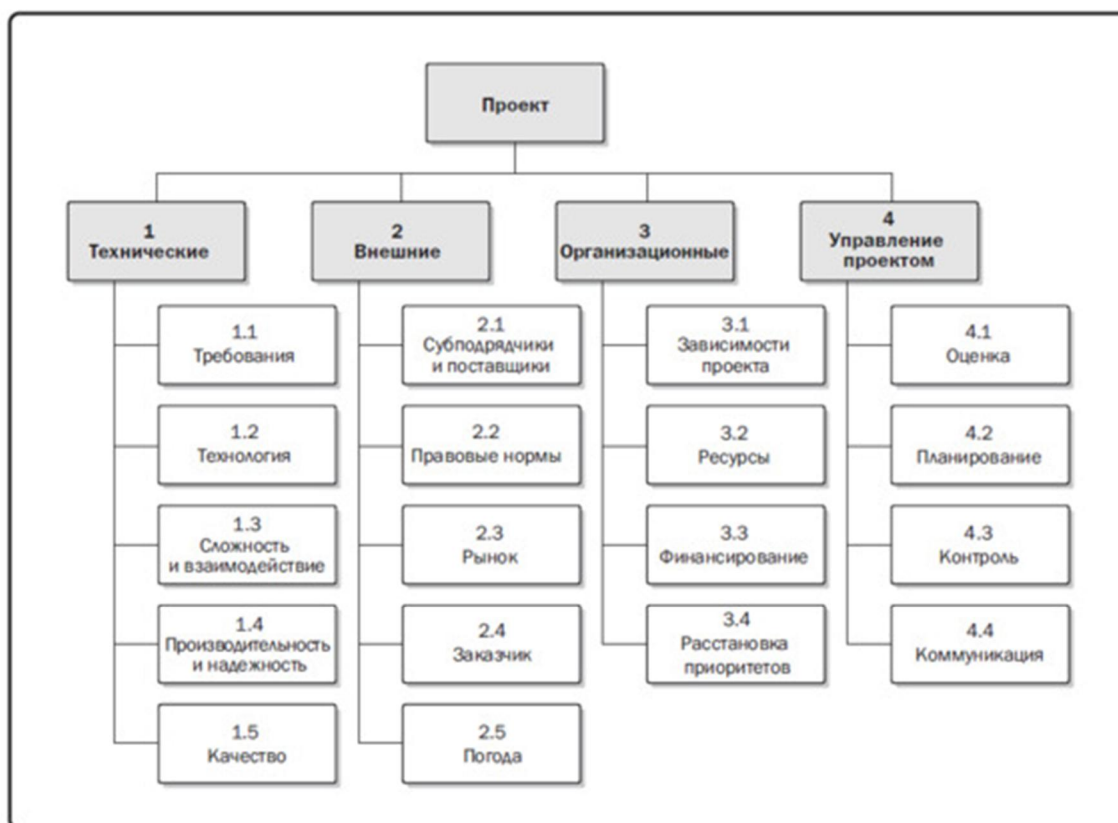 Проект
1
Технические
2
Внешние
3
Организационные
4
Управление
проектом
1.1
Требования
1.2
Технология
1.3
Сложность
и взаимодействие
1.4
Производительность
и надежность
1.5
Качество
2.1
Субподрядчики
и поставщики
2.2
Правовые нормы
2.3
Рынок
2.4
Заказчик
2.5
Погода
3.1
Зависимости
проекта
3.2
Ресурсы
3.3
Финансирование
3.4
Расстановка
приоритетов
4.1
Оценка
4.2
Планирование
4.3
Контроль
4.4
Коммуникация